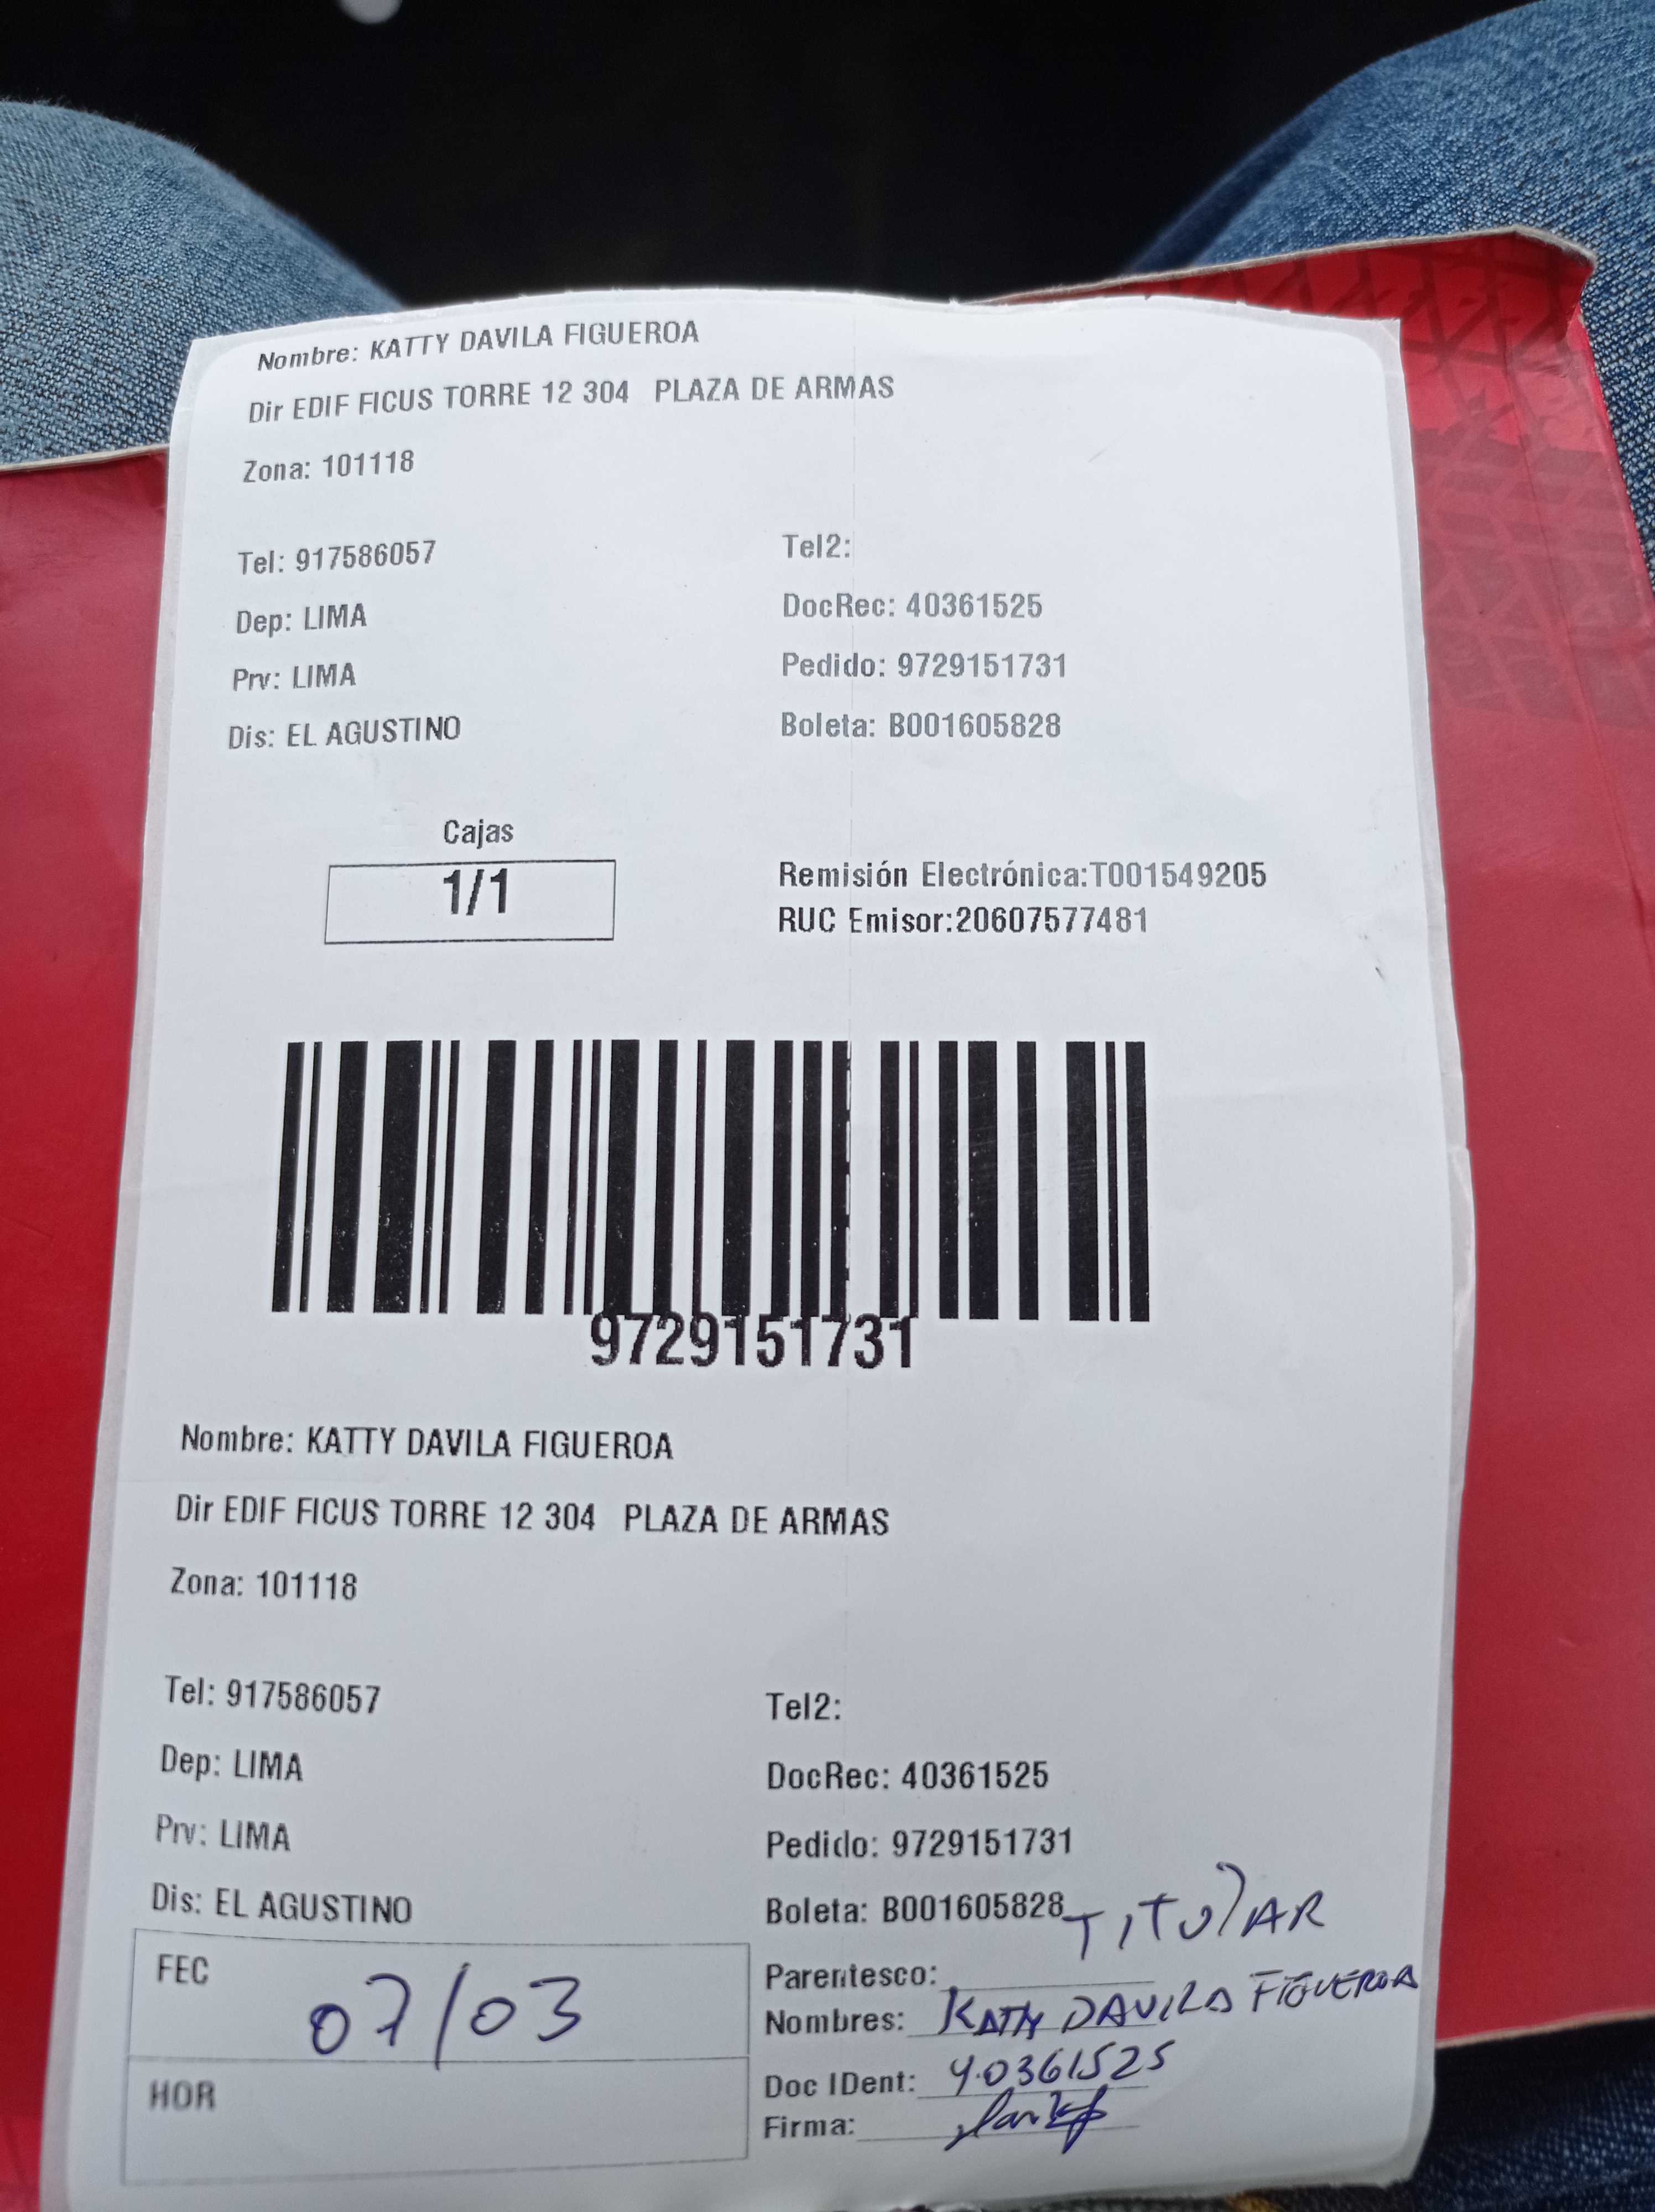 Nombre: KATTY DAVILA FIGUEROA
Dir EDIF FICUS TORRE 12 304 PLAZA DE ARMAS
Zona: 101118
Tel: 917586057 Tel2:
Dep: LIMA DocRec: 40361525
Prv: LIMA Pedido: 9729151731
Dis: EL AGUSTINO Boleta: B001605828
Cajas
1/1
Remisión Electrónica:T001549205
RUC Emisor:20607577481
9729151731
Nombre: KATTY DAVILA FIGUEROA
Dir EDIF FICUS TORRE 12 304 PLAZA DE ARMAS
Zona: 101118
Tel: 917586057 Tel2:
Dep: LIMA DocRec: 40361525
Prv: LIMA Pedido: 9729151731
Dis: EL AGUSTINO Boleta: B001605828
FEC 07/03
HOR
Parentesco: TITULAR
Nombres: KATTY DAVILA FIGUEROA
Doc IDent: 40361525
Firma: